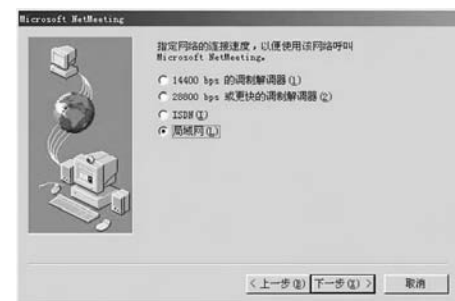 Microsoft NetMeeting
指定网络的连接速度，以便使用该网络呼叫
Microsoft NetMeeting。
14400 bps 的调制解调器(1)
28800 bps 或更快的调制解调器(2)
ISDN(I)
局域网(L)
<上一步(B) 下一步(N)> 取消